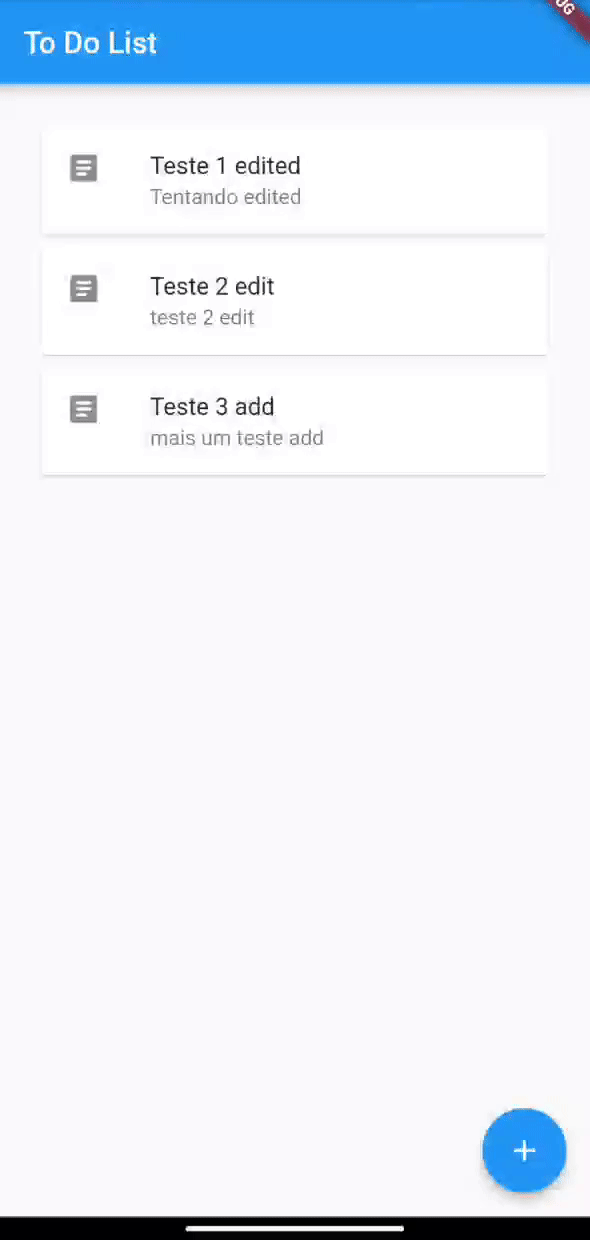 To Do List
Teste 1 edited
Tentando edited
Teste 2 edit
teste 2 edit
Teste 3 add
mais um teste add